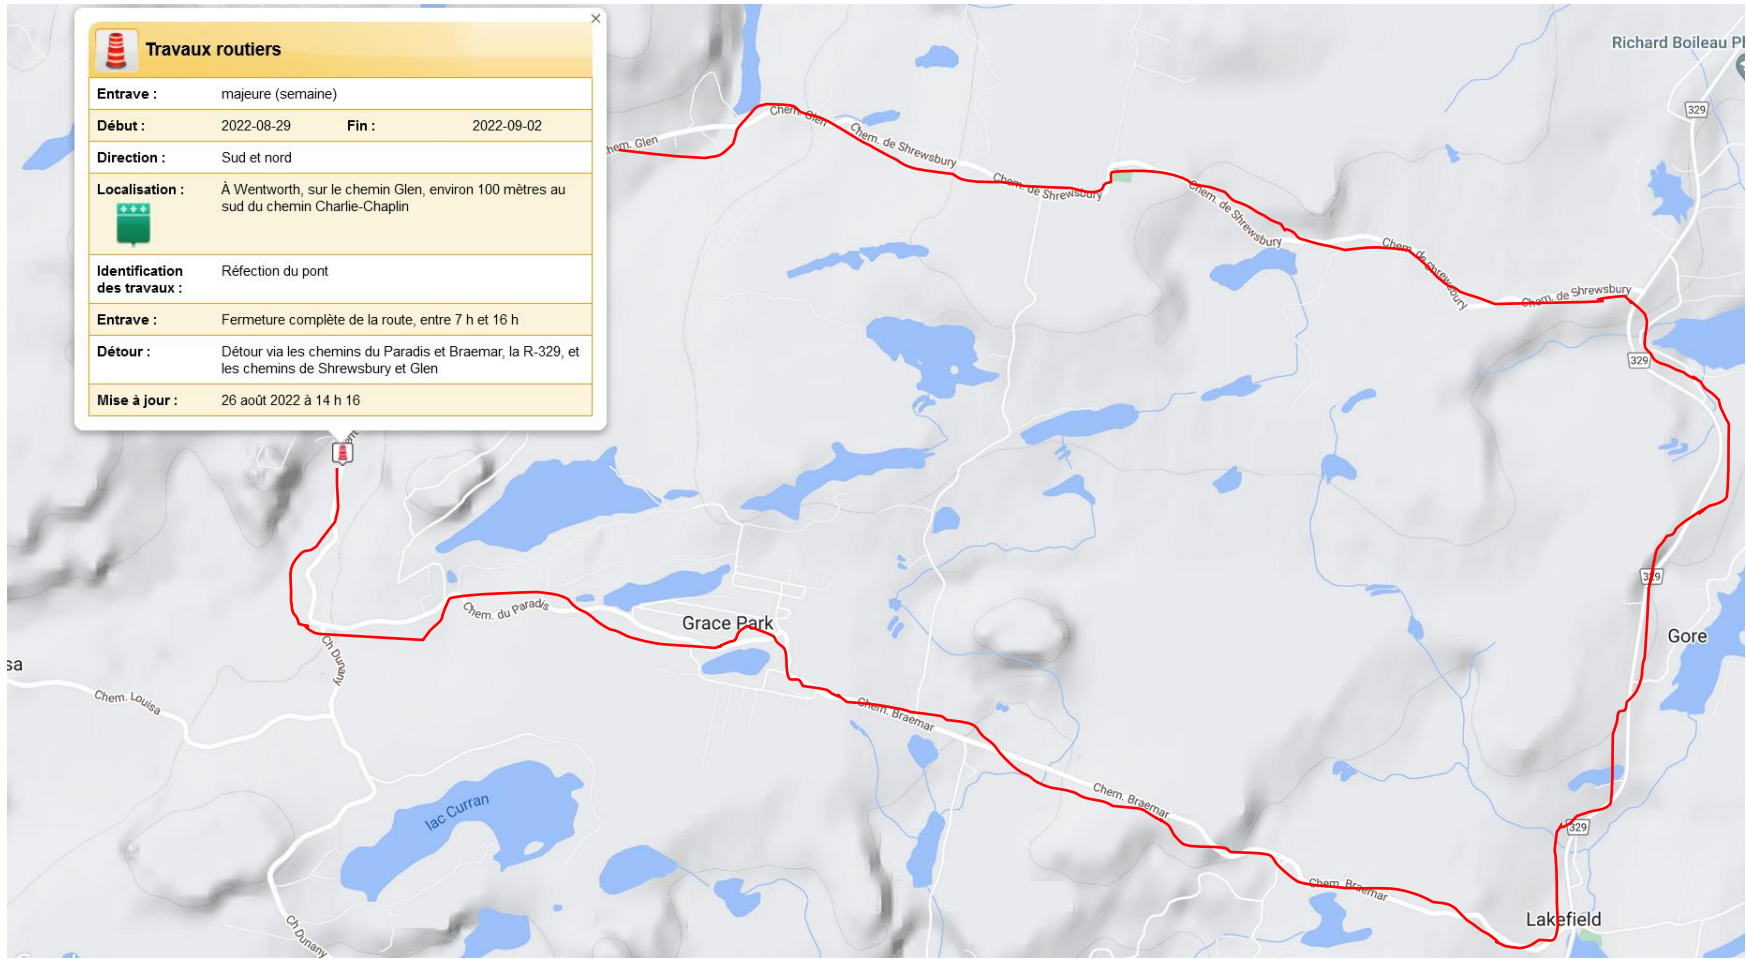 Travaux routiers
Entrave : majeure (semaine)
Début : 2022-08-29 Fin : 2022-09-02
Direction : Sud et nord
Localisation : À Wentworth, sur le chemin Glen, environ 100 mètres au
sud du chemin Charlie-Chaplin
Identification Réfection du pont
des travaux :
Entrave : Fermeture complète de la route, entre 7 h et 16 h
Détour : Détour via les chemins du Paradis et Braemar, la R-329, et
les chemins de Shrewsbury et Glen
Mise à jour : 26 août 2022 à 14 h 16
Richard Boileau
329
Chem. Glen
Chem. Glen
Chem. de Shrewsbury
Chem. de Shrewsbury
Chem. de Shrewsbury
Chem. de Shrewsbury
Chem. de Shrewsbury
329
329
Chem. du Paradis
Grace Park
Gore
Ch Dunany
Chem. Louisa
Chem. Braemar
Chem. Braemar
lac Curran
329
Chem. Braemar
Lakefield
Ch Dunany